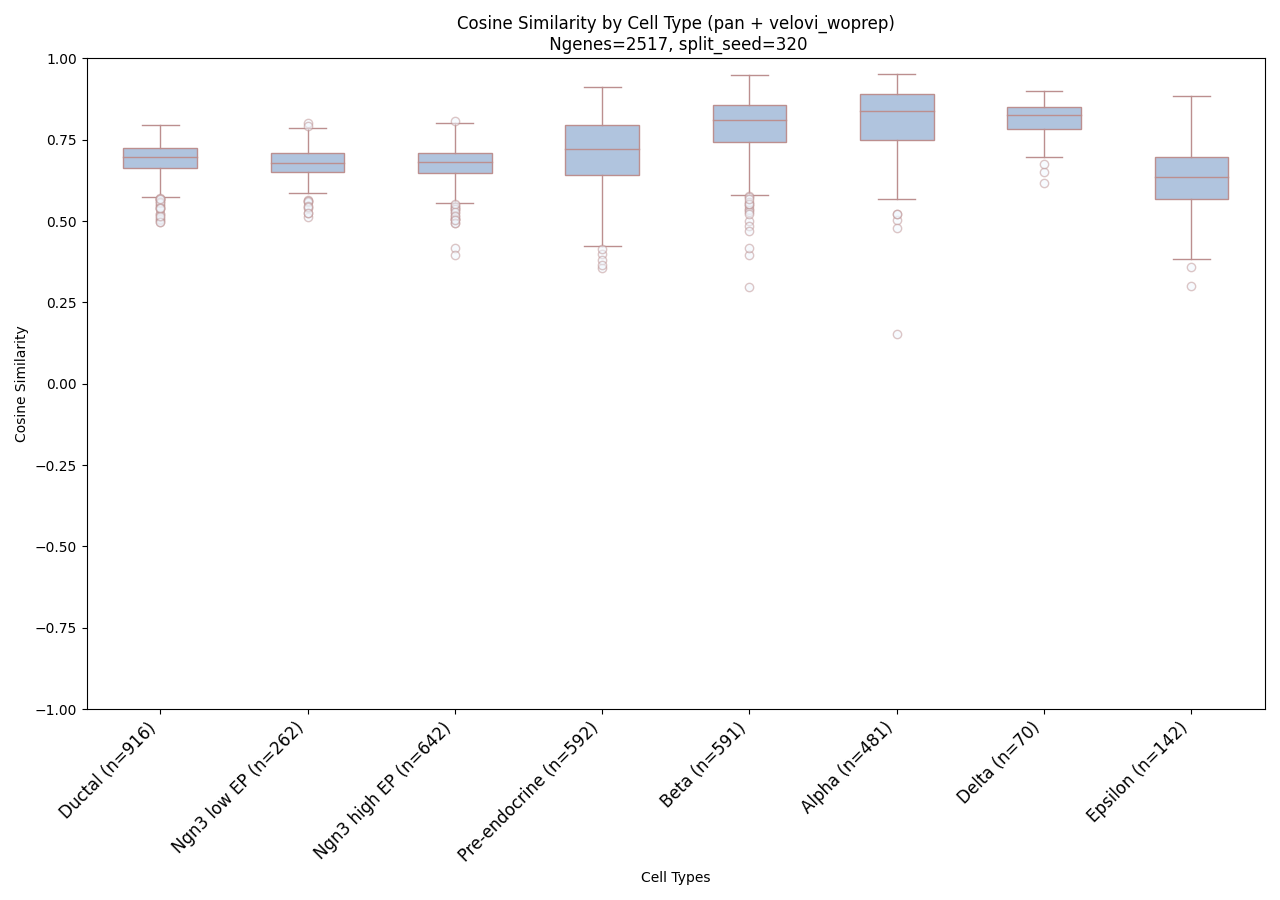 Cosine Similarity by Cell Type (pan + velovi_woprep)
Ngenes=2517, split_seed=320
Cosine Similarity
1.00
0.75
0.50
0.25
0.00
−0.25
−0.50
−0.75
−1.00
Ductal (n=916)
Ngn3 low EP (n=262)
Ngn3 high EP (n=642)
Pre-endocrine (n=592)
Beta (n=591)
Alpha (n=481)
Delta (n=70)
Epsilon (n=142)
Cell Types